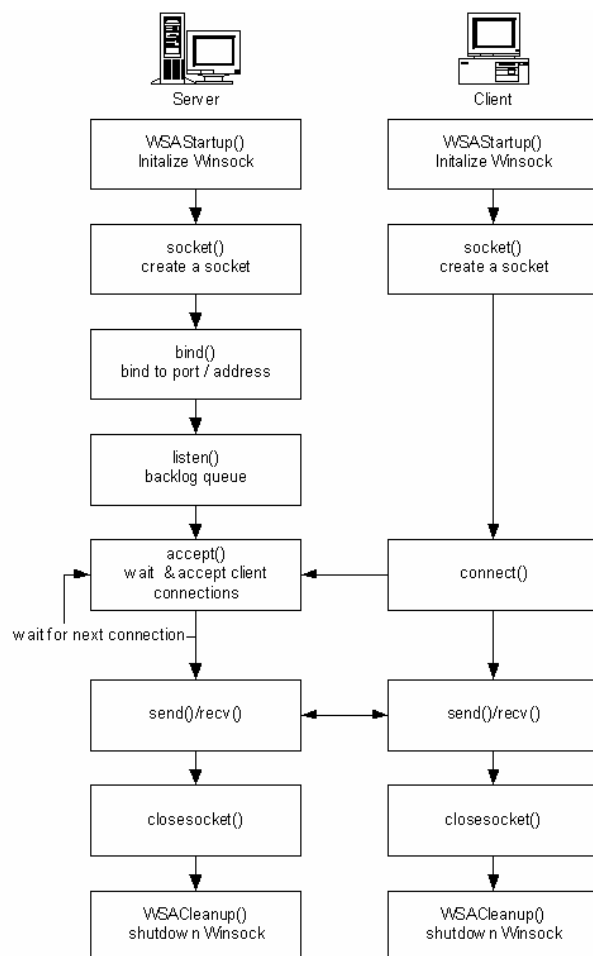 Server
Client
WSAStartup()
Initalize Winsock
WSAStartup()
Initalize Winsock
socket()
create a socket
socket()
create a socket
bind()
bind to port / address
listen()
backlog queue
accept()
wait & accept client
connections
connect()
wait for next connection
send()/recv()
send()/recv()
closesocket()
closesocket()
WSACleanup()
shutdown Winsock
WSACleanup()
shutdown Winsock